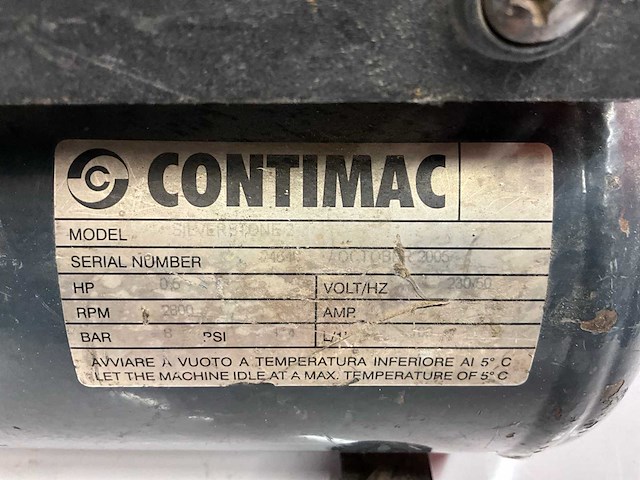 C CONTIMAC
MODEL SILVERSTONE
SERIAL NUMBER OCTOBER 2005
HP 0,5 VOLT/HZ 230/50
RPM 2800 AMP
BAR 8 PSI
AVVIARE A VUOTO A TEMPERATURA INFERIORE AI 5° C
LET THE MACHINE IDLE AT A MAX. TEMPERATURE OF 5° C